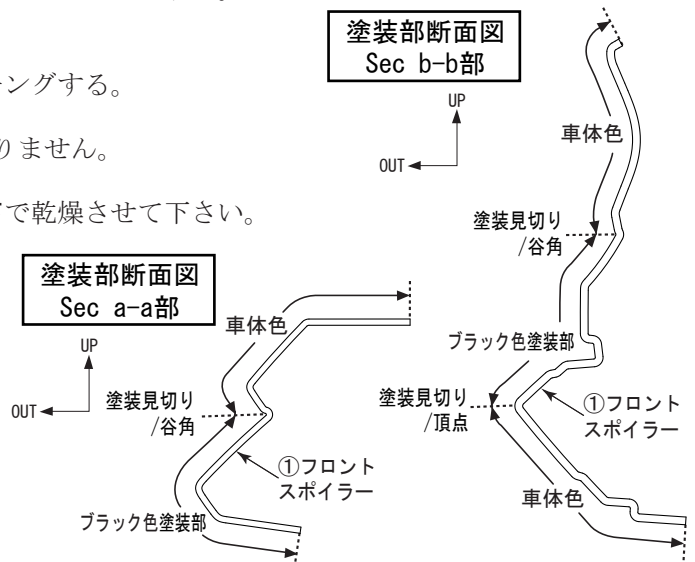 ングする。
りません。
で乾燥させて下さい。
塗装部断面図
Sec a-a部
UP
OUT
車体色
塗装見切り
/谷角
①フロント
スポイラー
ブラック色塗装部
塗装部断面図
Sec b-b部
UP
OUT
車体色
塗装見切り
/谷角
ブラック色塗装部
塗装見切り
/頂点
①フロント
スポイラー
車体色